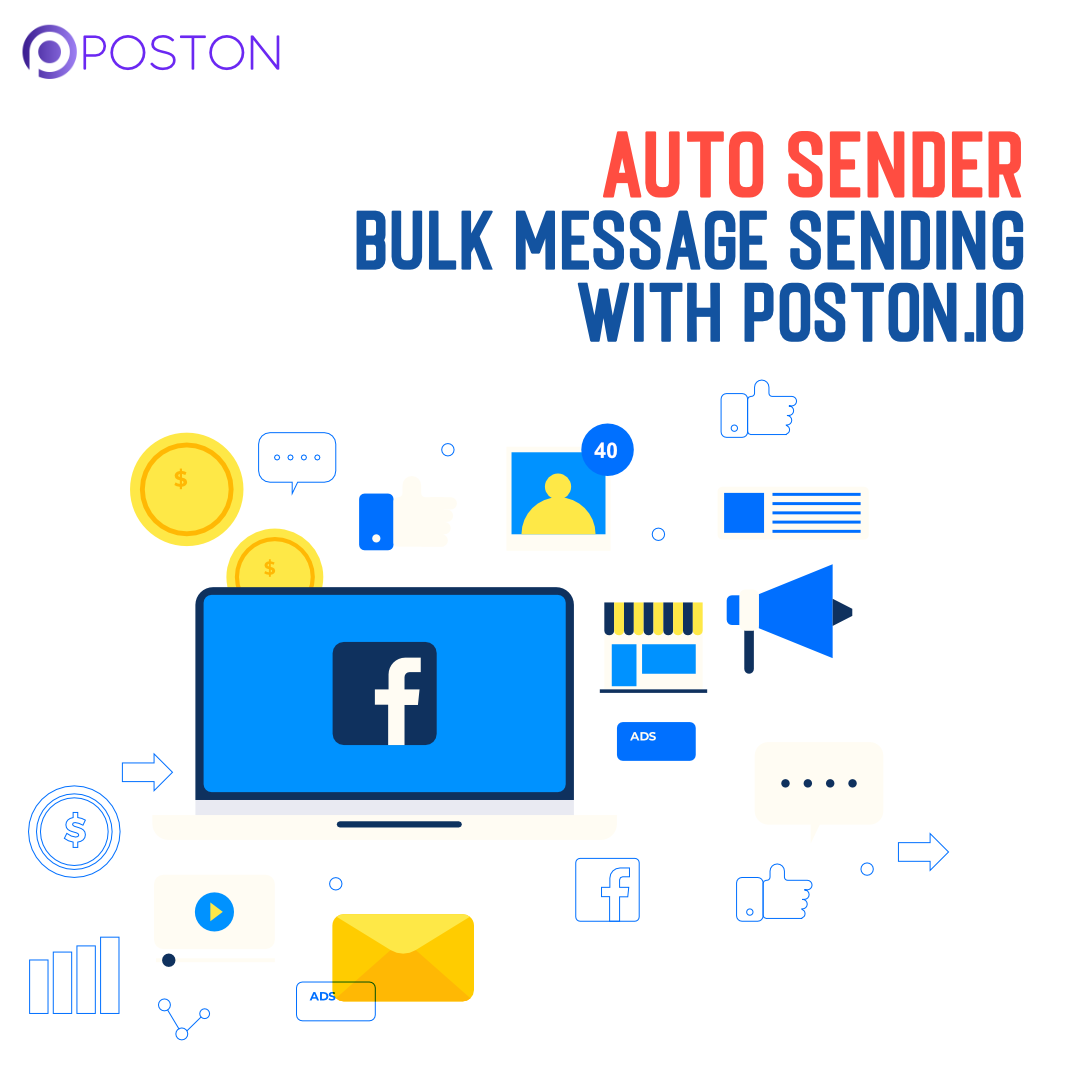 POSTON
AUTO SENDER
BULK MESSAGE SENDING
WITH POSTON.IO
$
40
$
f
ADS
$
f
ADS